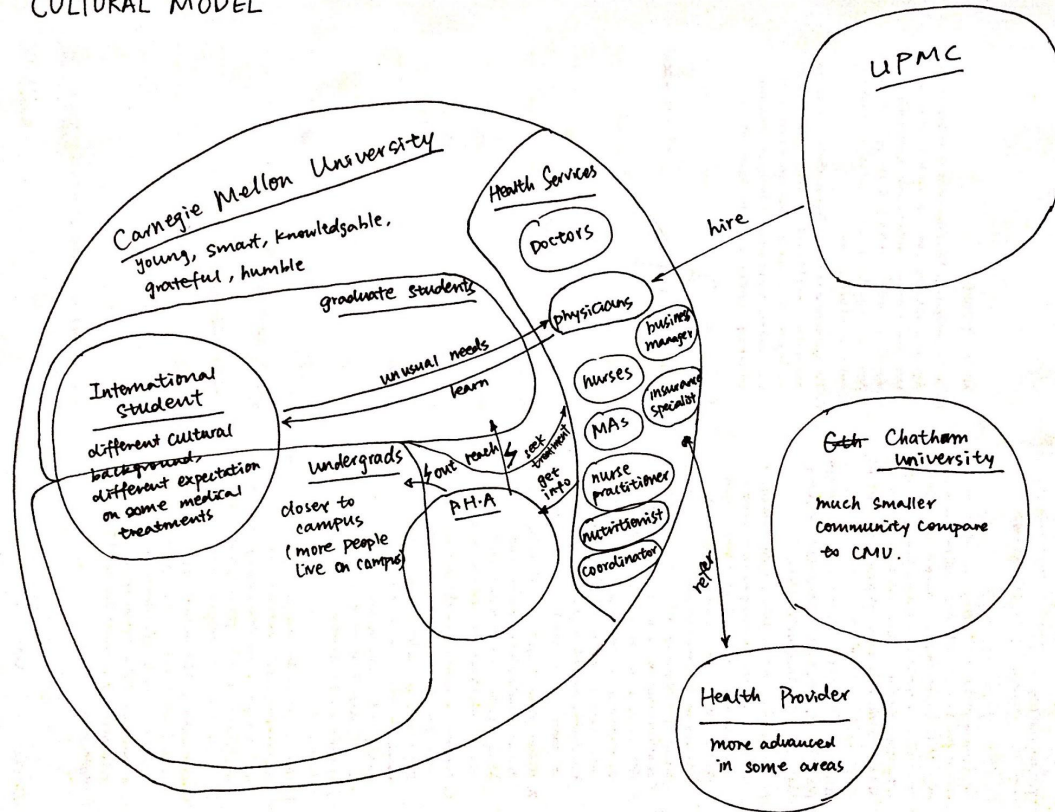 CULTURAL MODEL
UPMC
Carnegie Mellon University
young, smart, knowledgable,
grateful, humble
Health Services
Doctors
hire
graduate students
physicians
business
manager
unusual needs
learn
International
Student
different cultural
background,
different expectation
on some medical
treatments
nurses
insurance
specialist
MAs
undergrads
closer to
campus
(more people
live on campus)
out reach
seek
treatment
get
info
P.H.A
nurse
practitioner
nutritionist
coordinator
refer
Chatham
University
much smaller
community compare
to CMU.
Health Provider
more advanced
in some areas